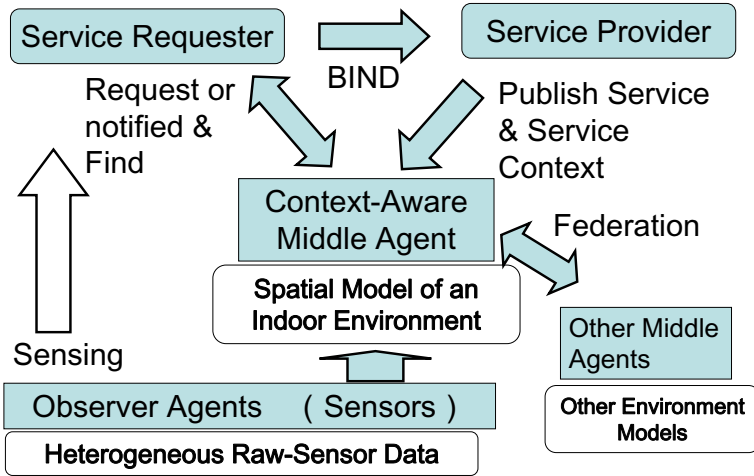 Service Requester
Service Provider
BIND
Request or
notified &
Find
Publish Service
& Service
Context
Context-Aware
Middle Agent
Federation
Spatial Model of an
Indoor Environment
Other Middle
Agents
Sensing
Observer Agents ( Sensors )
Other Environment
Models
Heterogeneous Raw-Sensor Data